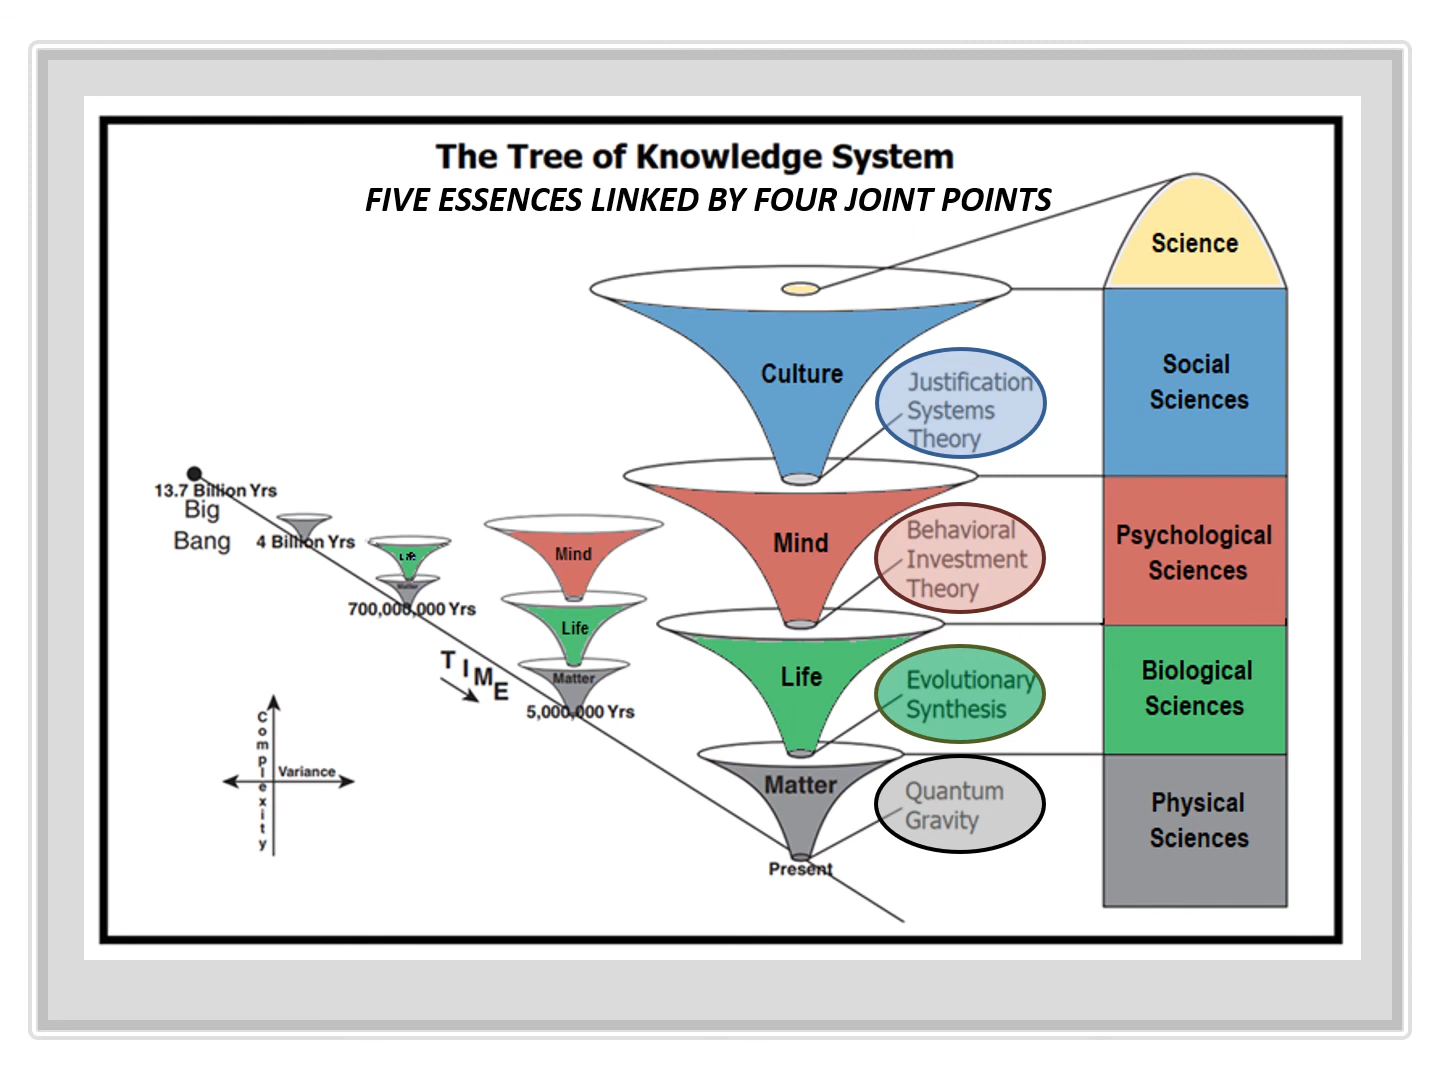 The Tree of Knowledge System
FIVE ESSENCES LINKED BY FOUR JOINT POINTS
Science
Culture
Justification
Systems
Theory
Social
Sciences
13.7 Billion Yrs
Big
Bang
4 Billion Yrs
Life
Matter
700,000,000 Yrs
Mind
Life
Matter
5,000,000 Yrs
TIME
Mind
Behavioral
Investment
Theory
Psychological
Sciences
Life
Evolutionary
Synthesis
Biological
Sciences
Matter
Quantum
Gravity
Physical
Sciences
Present
Complexity
Variance